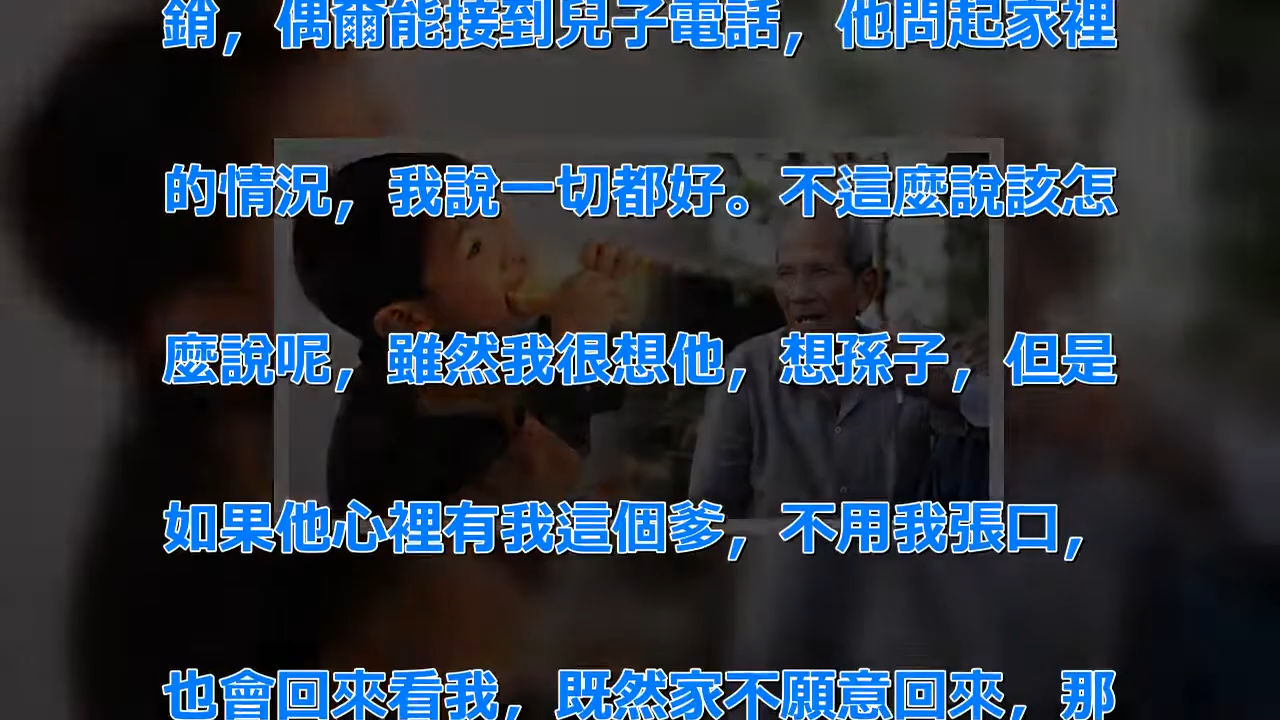 銷，偶爾能接到兒子電話，他問起家裡
的情況，我說一切都好。不這麼說該怎
麼說呢，雖然我很想他，想孫子，但是
如果他心裡有我這個爹，不用我張口，
也會回來看我，既然家不願意回來，那